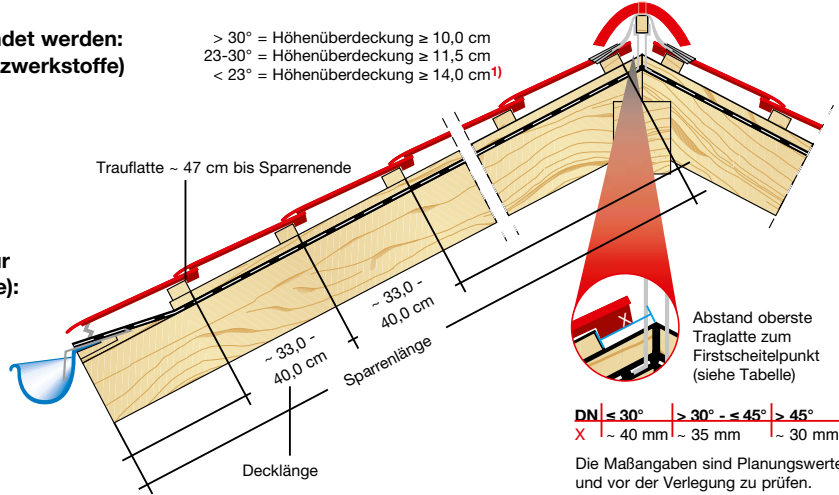 ndet werden:
zwerkstoffe)
> 30° = Höhenüberdeckung ≥ 10,0 cm
23-30° = Höhenüberdeckung ≥ 11,5 cm
< 23° = Höhenüberdeckung ≥ 14,0 cm1)
Trauflatte ~ 47 cm bis Sparrenende
ur
e):
~ 33,0 -
40,0 cm
~ 33,0 -
40,0 cm
Sparrenlänge
Decklänge
X
Abstand oberste
Traglatte zum
Firstscheitelpunkt
(siehe Tabelle)
DN ≤ 30° > 30° - ≤ 45° > 45°
X ~ 40 mm ~ 35 mm ~ 30 mm
Die Maßangaben sind Planungswerte
und vor der Verlegung zu prüfen.